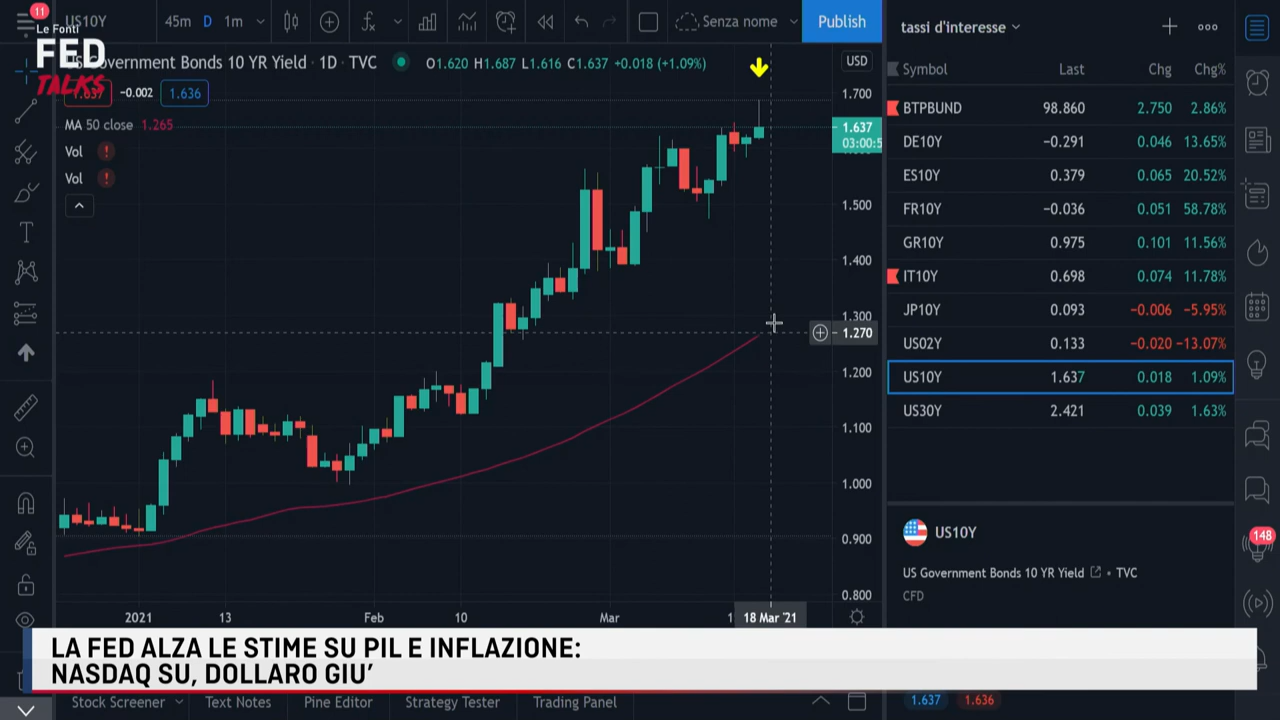 11
US10Y
45m D 1m
Senza nome
Publish
Le Fonti
FED
TALKS
Government Bonds 10 YR Yield · 1D · TVC
O1.620 H1.687 L1.616 C1.637 +0.018 (+1.09%)
USD
1.637 -0.002 1.636
MA 50 close 1.265
Vol !
Vol !
1.700
1.637
03:00:5
1.500
1.400
1.300
1.270
1.200
1.100
1.000
0.900
0.800
2021 13 Feb 10 Mar 18 Mar '21
tassi d'interesse
Symbol Last Chg Chg%
BTPBUND 98.860 2.750 2.86%
DE10Y −0.291 0.046 13.65%
ES10Y 0.379 0.065 20.52%
FR10Y −0.036 0.051 58.78%
GR10Y 0.975 0.101 11.56%
IT10Y 0.698 0.074 11.78%
JP10Y 0.093 −0.006 −5.95%
US02Y 0.133 −0.020 −13.07%
US10Y 1.637 0.018 1.09%
US30Y 2.421 0.039 1.63%
US10Y
US Government Bonds 10 YR Yield · TVC
CFD
148
LA FED ALZA LE STIME SU PIL E INFLAZIONE:
NASDAQ SU, DOLLARO GIU'
Stock Screener Text Notes Pine Editor Strategy Tester Trading Panel
1.637 1.636